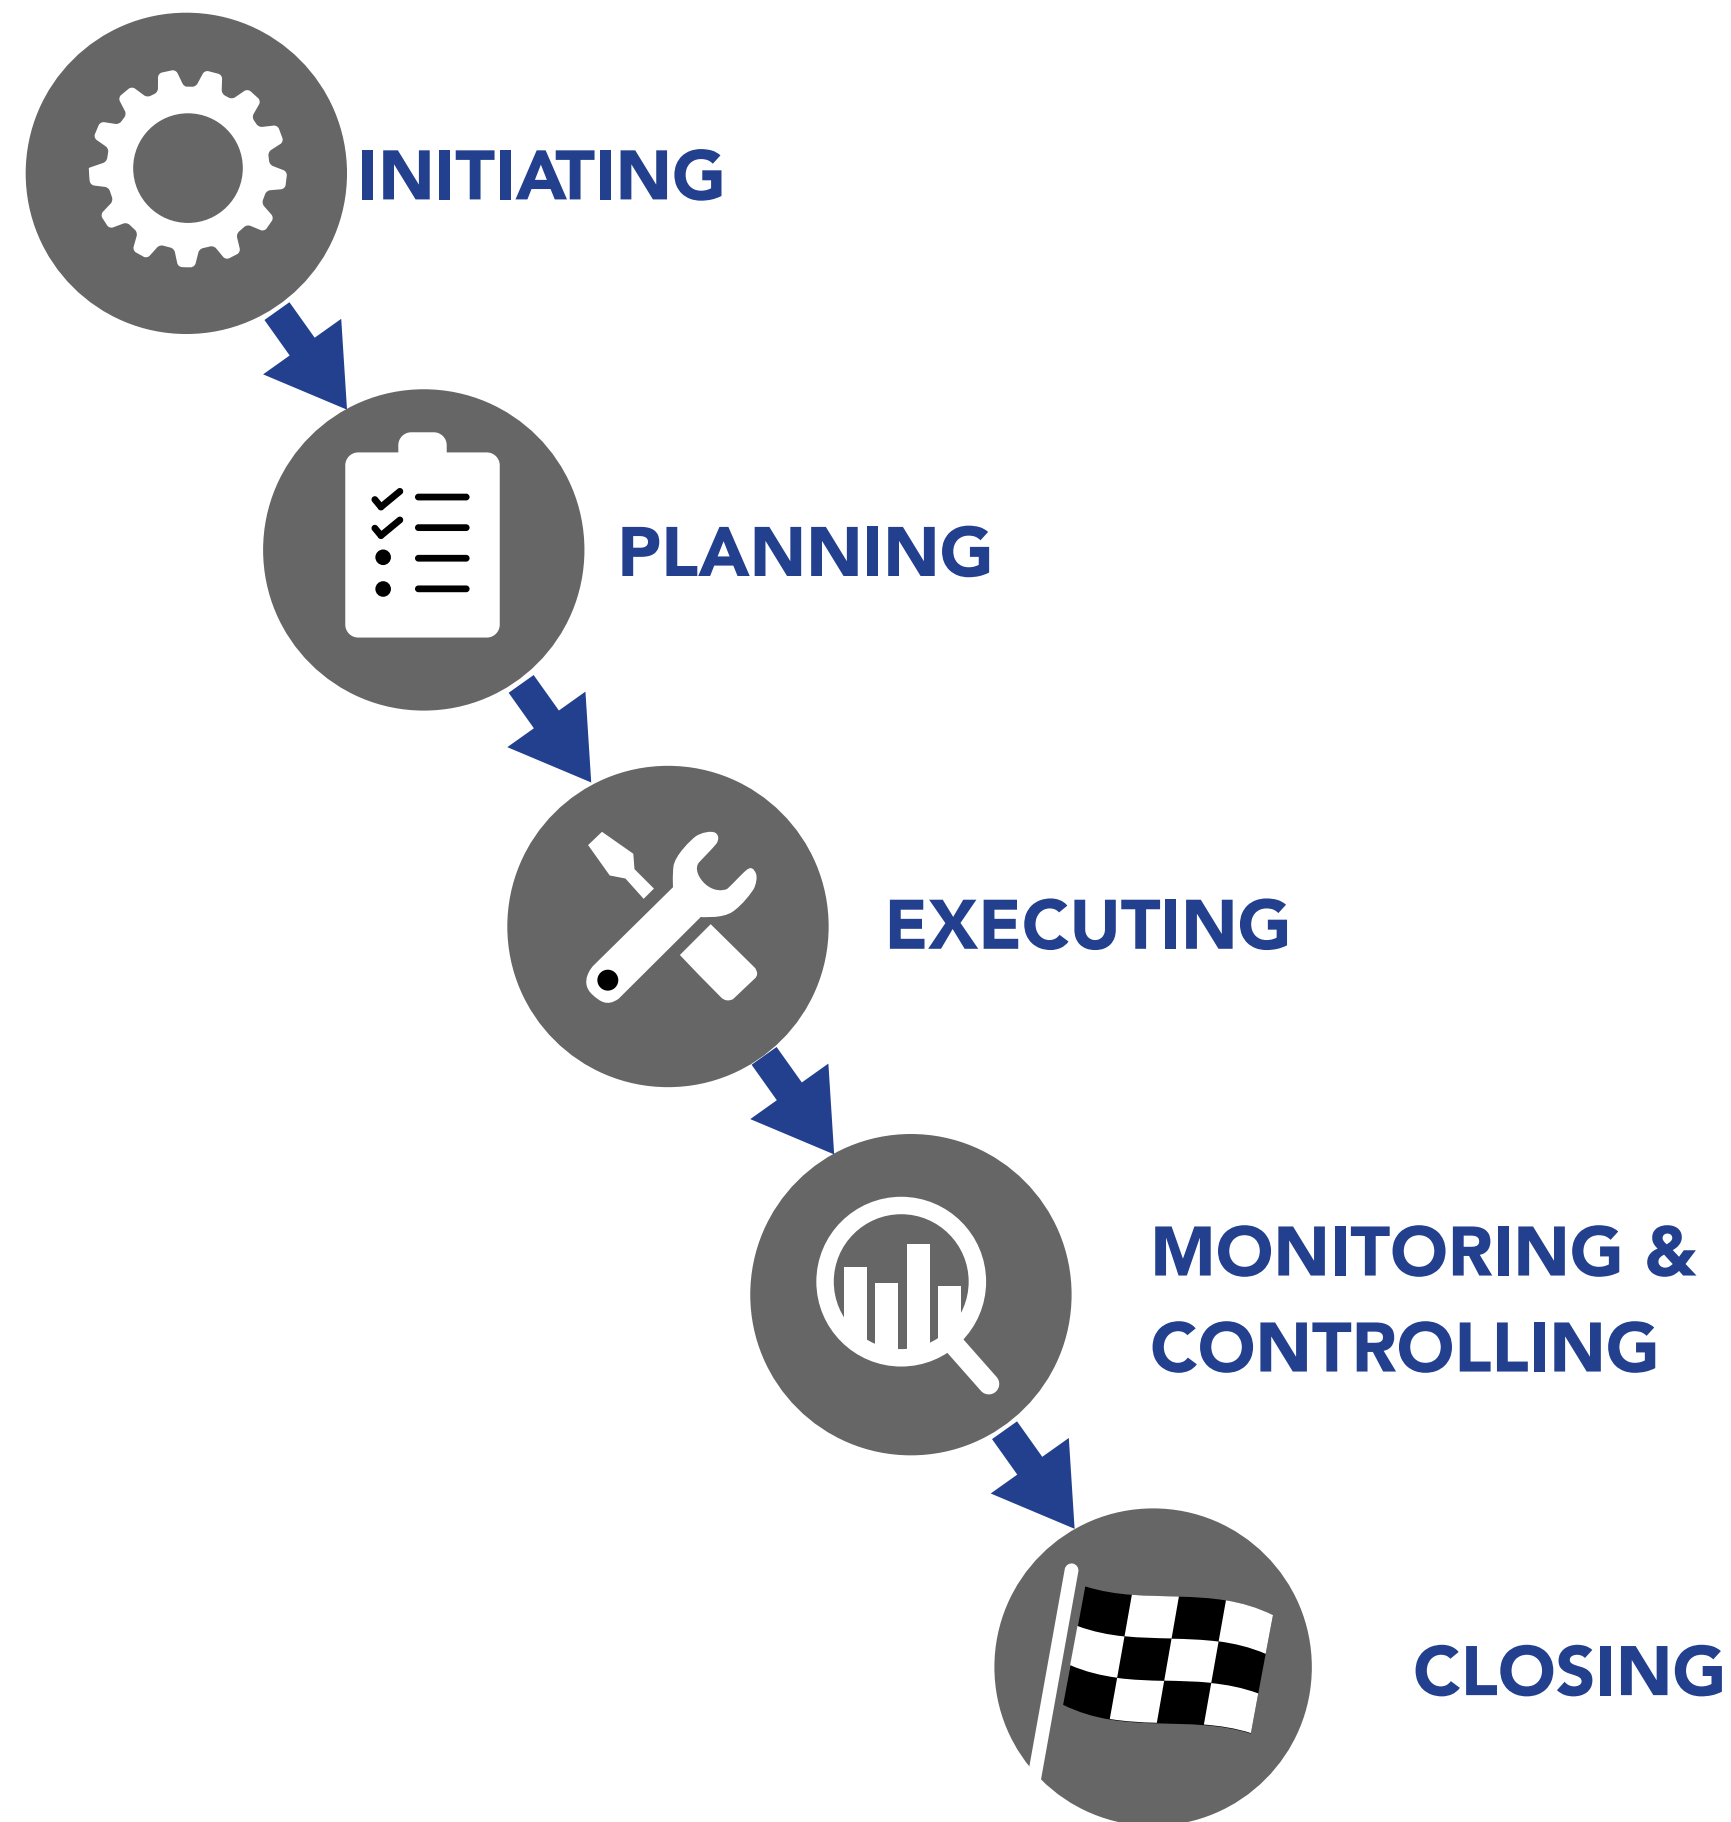 INITIATING
PLANNING
EXECUTING
MONITORING &
CONTROLLING
CLOSING